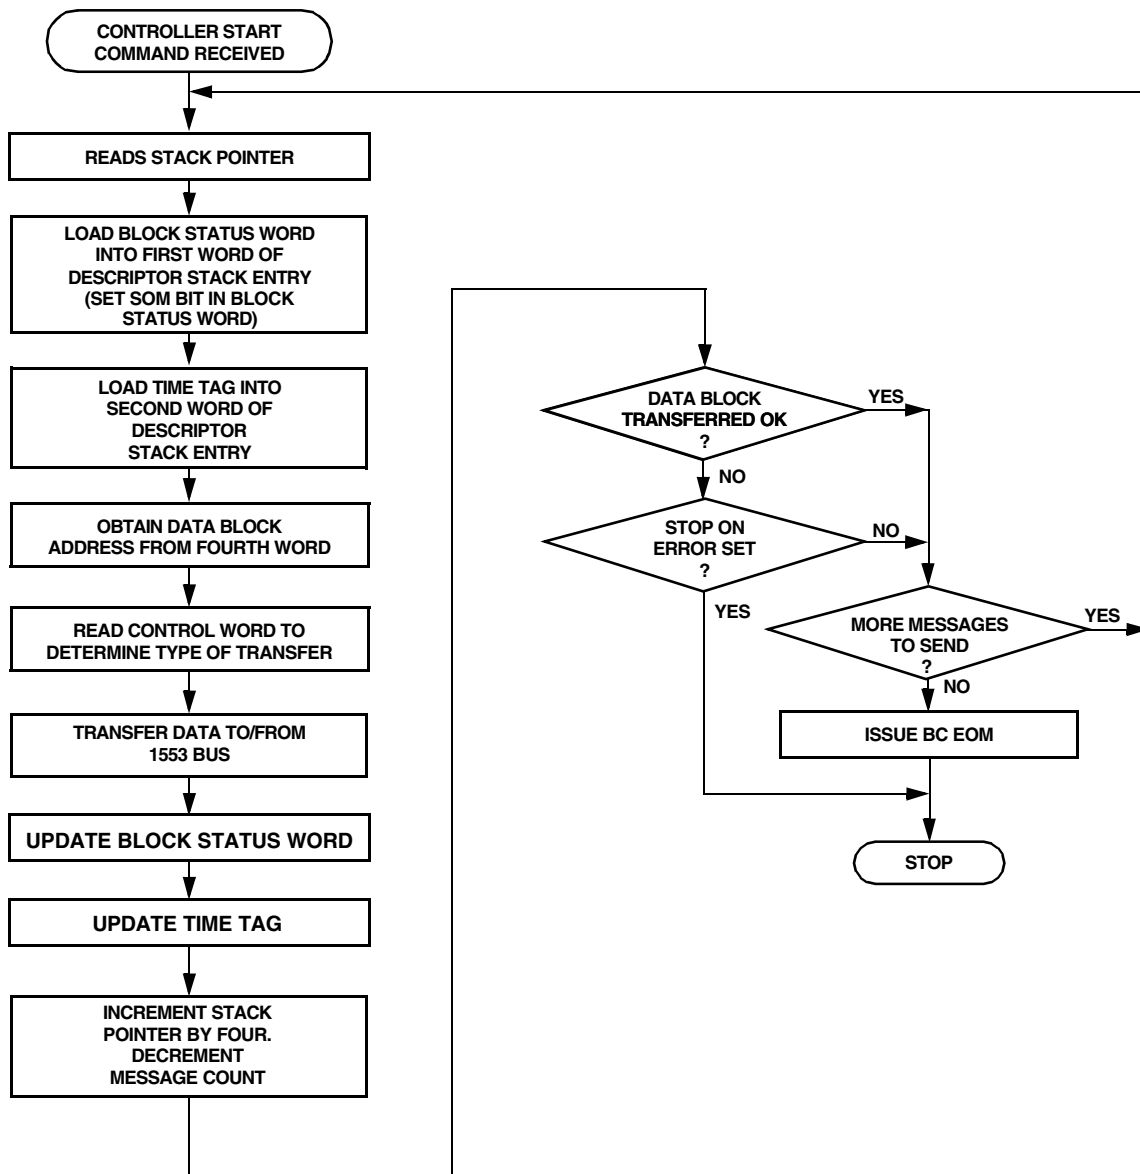 CONTROLLER START
COMMAND RECEIVED
READS STACK POINTER
LOAD BLOCK STATUS WORD
INTO FIRST WORD OF
DESCRIPTOR STACK ENTRY
(SET SOM BIT IN BLOCK
STATUS WORD)
LOAD TIME TAG INTO
SECOND WORD OF
DESCRIPTOR
STACK ENTRY
OBTAIN DATA BLOCK
ADDRESS FROM FOURTH WORD
READ CONTROL WORD TO
DETERMINE TYPE OF TRANSFER
TRANSFER DATA TO/FROM
1553 BUS
UPDATE BLOCK STATUS WORD
UPDATE TIME TAG
INCREMENT STACK
POINTER BY FOUR.
DECREMENT
MESSAGE COUNT
DATA BLOCK
TRANSFERRED OK
?
YES
NO
STOP ON
ERROR SET
?
NO
YES
MORE MESSAGES
TO SEND
?
YES
NO
ISSUE BC EOM
STOP